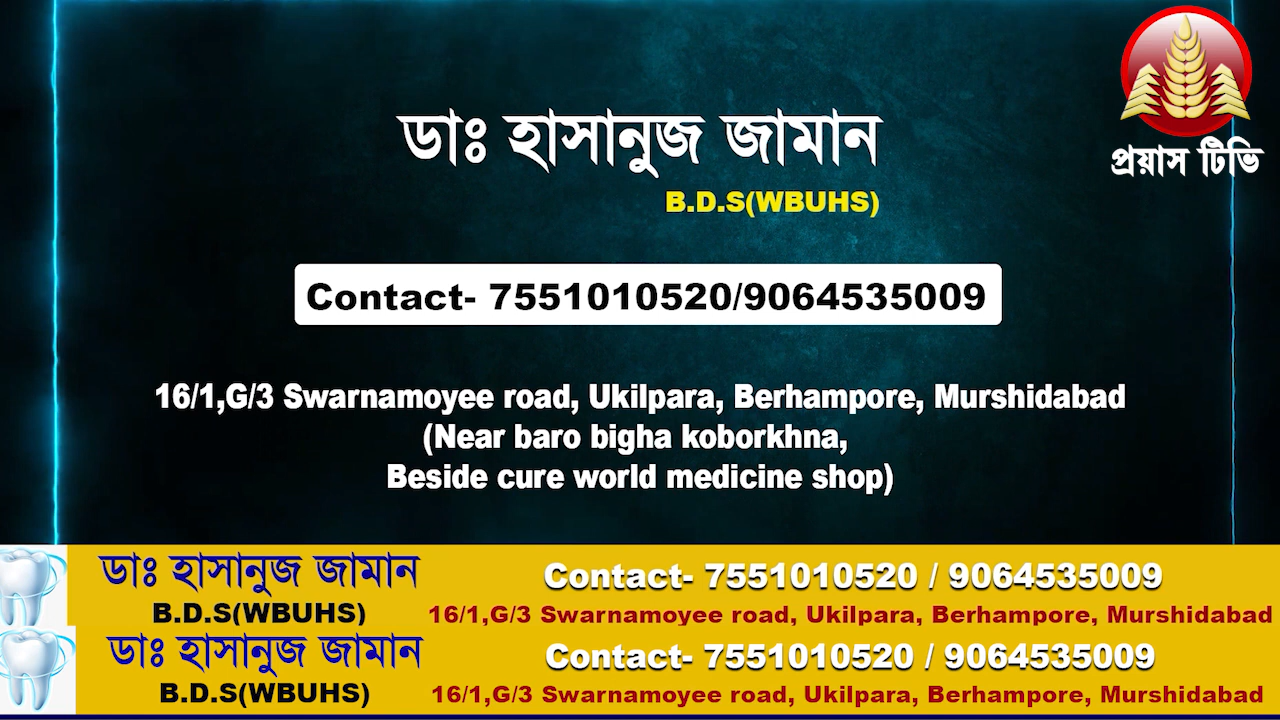 প্রয়াস টিভি
ডাঃ হাসানুজ জামান
B.D.S(WBUHS)
Contact- 7551010520/9064535009
16/1,G/3 Swarnamoyee road, Ukilpara, Berhampore, Murshidabad
(Near baro bigha koborkhna,
Beside cure world medicine shop)
ডাঃ হাসানুজ জামান
Contact- 7551010520 / 9064535009
B.D.S(WBUHS)
16/1,G/3 Swarnamoyee road, Ukilpara, Berhampore, Murshidabad
ডাঃ হাসানুজ জামান
Contact- 7551010520 / 9064535009
B.D.S(WBUHS)
16/1,G/3 Swarnamoyee road, Ukilpara, Berhampore, Murshidabad